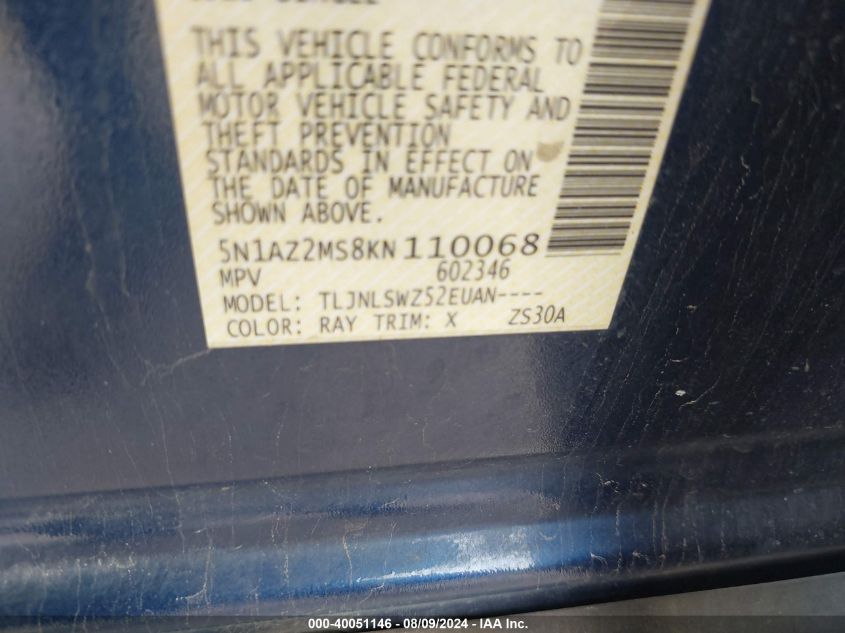 THIS VEHICLE CONFORMS TO
ALL APPLICABLE FEDERAL
MOTOR VEHICLE SAFETY AND
THEFT PREVENTION
STANDARDS IN EFFECT ON
THE DATE OF MANUFACTURE
SHOWN ABOVE.
5N1AZ2MS8KN110068
MPV 602346
MODEL: TLJNLSWZ52EUAN----
COLOR: RAY TRIM: X ZS30A
000-40051146 - 08/09/2024 - IAA Inc.